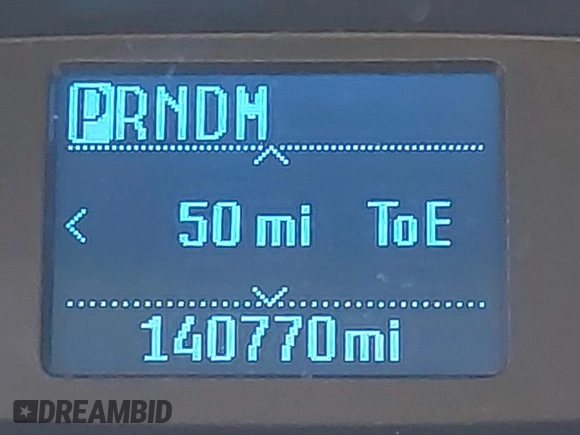 PRNDM
< 50 mi ToE
140770mi
DREAMBID